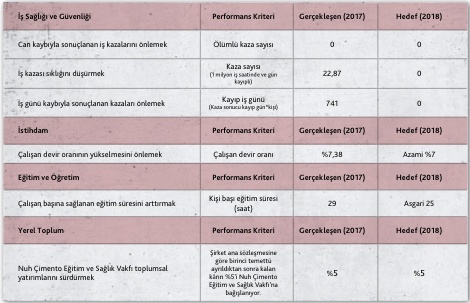 İş Sağlığı ve Güvenliği Performans Kriteri Gerçekleşen (2017) Hedef (2018)
Can kaybıyla sonuçlanan iş kazalarını önlemek Ölümlü kaza sayısı 0 0
İş kazası sıklığını düşürmek Kaza sayısı 22,87 0
(1 milyon iş saatinde ve gün
kayıplı)
İş günü kaybıyla sonuçlanan kazaları önlemek Kayıp iş günü 741 0
(Kaza sonucu kayıp gün*kişi)
İstihdam Performans Kriteri Gerçekleşen (2017) Hedef (2018)
Çalışan devir oranının yükselmesini önlemek Çalışan devir oranı %7,38 Azami %7
Eğitim ve Öğretim Performans Kriteri Gerçekleşen (2017) Hedef (2018)
Çalışan başına sağlanan eğitim süresini arttırmak Kişi başı eğitim süresi 29 Asgari 25
(saat)
Yerel Toplum Performans Kriteri Gerçekleşen (2017) Hedef (2018)
Nuh Çimento Eğitim ve Sağlık Vakfı toplumsal
yatırımlarını sürdürmek
Şirket ana sözleşmesine
göre birinci temettü
ayrıldıktan sonra kalan
kârın %5'i Nuh Çimento
Eğitim ve Sağlık Vakfı'na
bağışlanıyor.
%5 %5